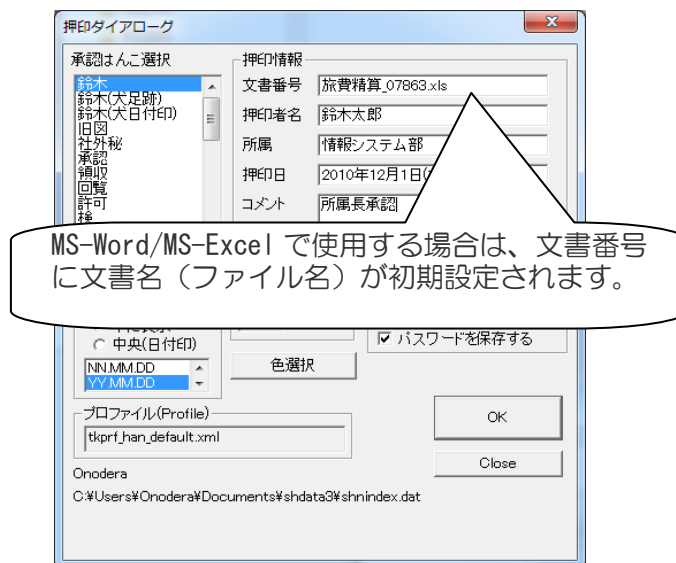 押印ダイアローグ
承認はんこ選択
鈴木
鈴木(犬足跡)
鈴木(犬日付印)
旧図
社外秘
承認
領収
回覧
許可
検
押印情報
文書番号 旅費精算_07863.xls
押印者名 鈴木太郎
所属 情報システム部
押印日 2010年12月1日(
コメント 所属長承認
MS-Word/MS-Excel で使用する場合は、文書番号
に文書名（ファイル名）が初期設定されます。
中央(日付印)
パスワードを保存する
NN.MM.DD
YY.MM.DD
色選択
プロファイル(Profile)
tkprf_han_default.xml
OK
Close
Onodera
C:¥Users¥Onodera¥Documents¥shdata3¥shnindex.dat